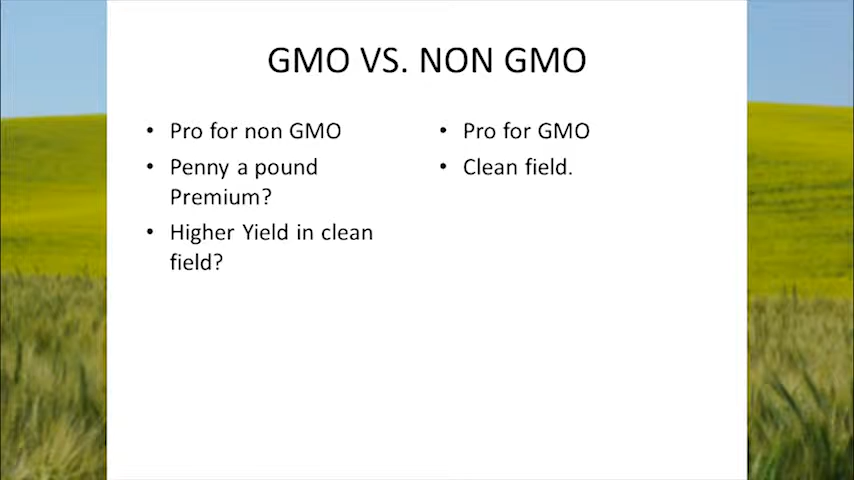 GMO VS. NON GMO
• Pro for non GMO
• Penny a pound
Premium?
• Higher Yield in clean
field?
• Pro for GMO
• Clean field.